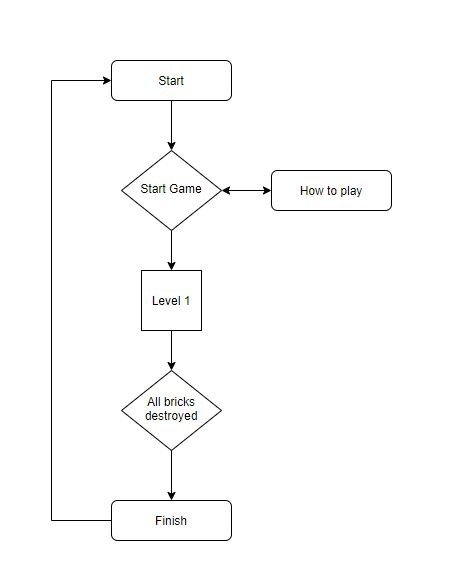 Start
Start Game
How to play
Level 1
All bricks
destroyed
Finish